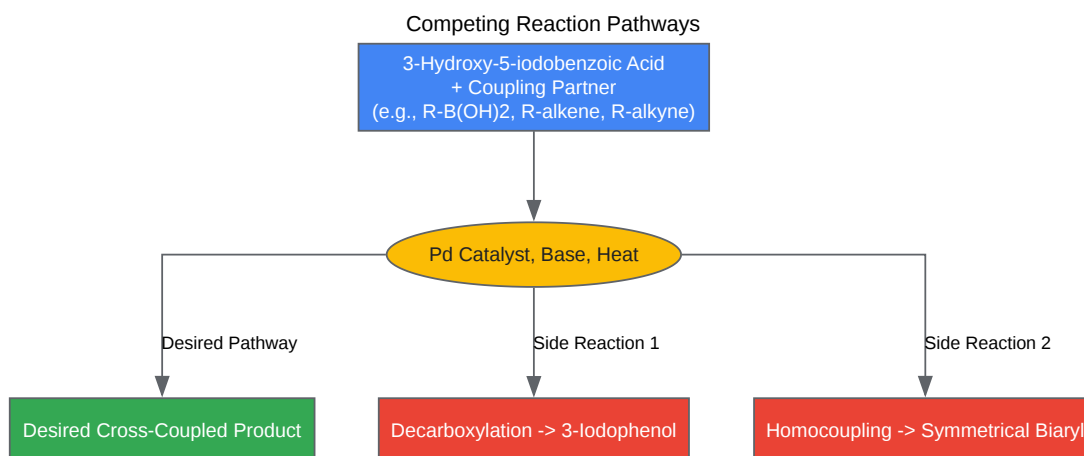 Competing Reaction Pathways
3-Hydroxy-5-iodobenzoic Acid
+ Coupling Partner
(e.g., R-B(OH)2, R-alkene, R-alkyne)
Pd Catalyst, Base, Heat
Desired Pathway
Side Reaction 1
Side Reaction 2
Desired Cross-Coupled Product
Decarboxylation -> 3-Iodophenol
Homocoupling -> Symmetrical Biaryl